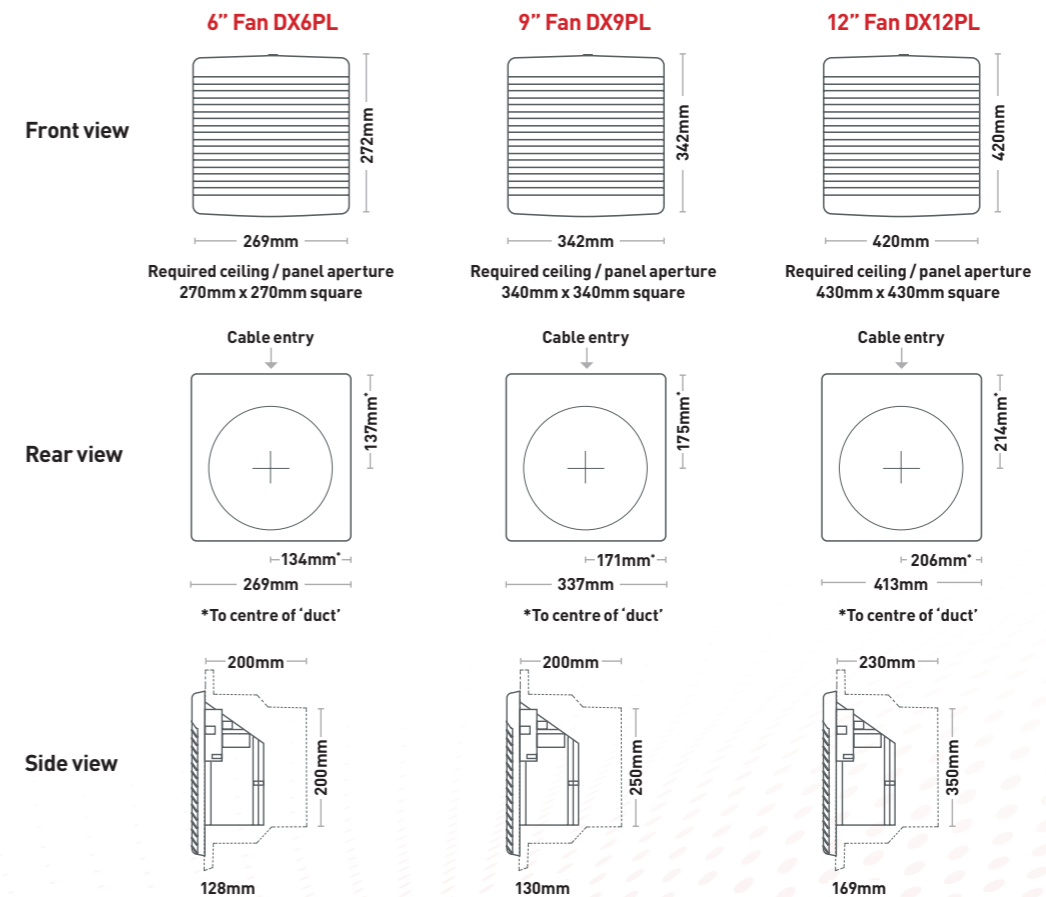 6” Fan DX6PL
9” Fan DX9PL
12” Fan DX12PL
Front view
272mm
342mm
420mm
269mm
342mm
420mm
Required ceiling / panel aperture
270mm x 270mm square
Required ceiling / panel aperture
340mm x 340mm square
Required ceiling / panel aperture
430mm x 430mm square
Cable entry
Cable entry
Cable entry
Rear view
137mm*
175mm*
214mm*
134mm*
171mm*
206mm*
269mm
337mm
413mm
*To centre of ‘duct’
*To centre of ‘duct’
*To centre of ‘duct’
200mm
200mm
230mm
Side view
200mm
250mm
350mm
128mm
130mm
169mm